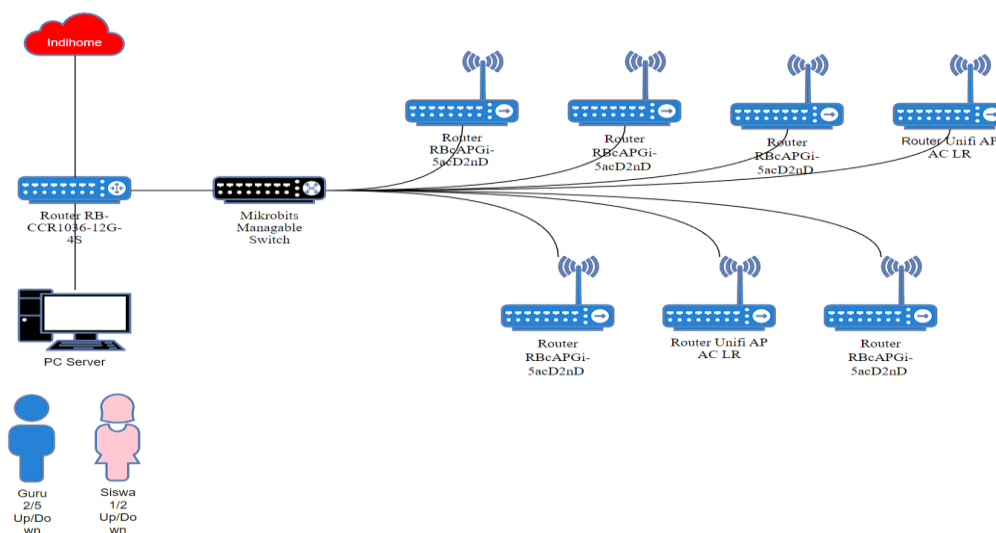 Indihome
Router
RBcAPGi-
5acD2nD
Router
RBcAPGi-
5acD2nD
Router
RBcAPGi-
5acD2nD
Router Unifi AP
AC LR
Router RB-
CCR1036-12G-
4S
Mikrobits
Managable
Switch
Router
RBcAPGi-
5acD2nD
Router Unifi AP
AC LR
Router
RBcAPGi-
5acD2nD
PC Server
Guru
2/5
Up/Do
wn
Siswa
1/2
Up/Do
wn